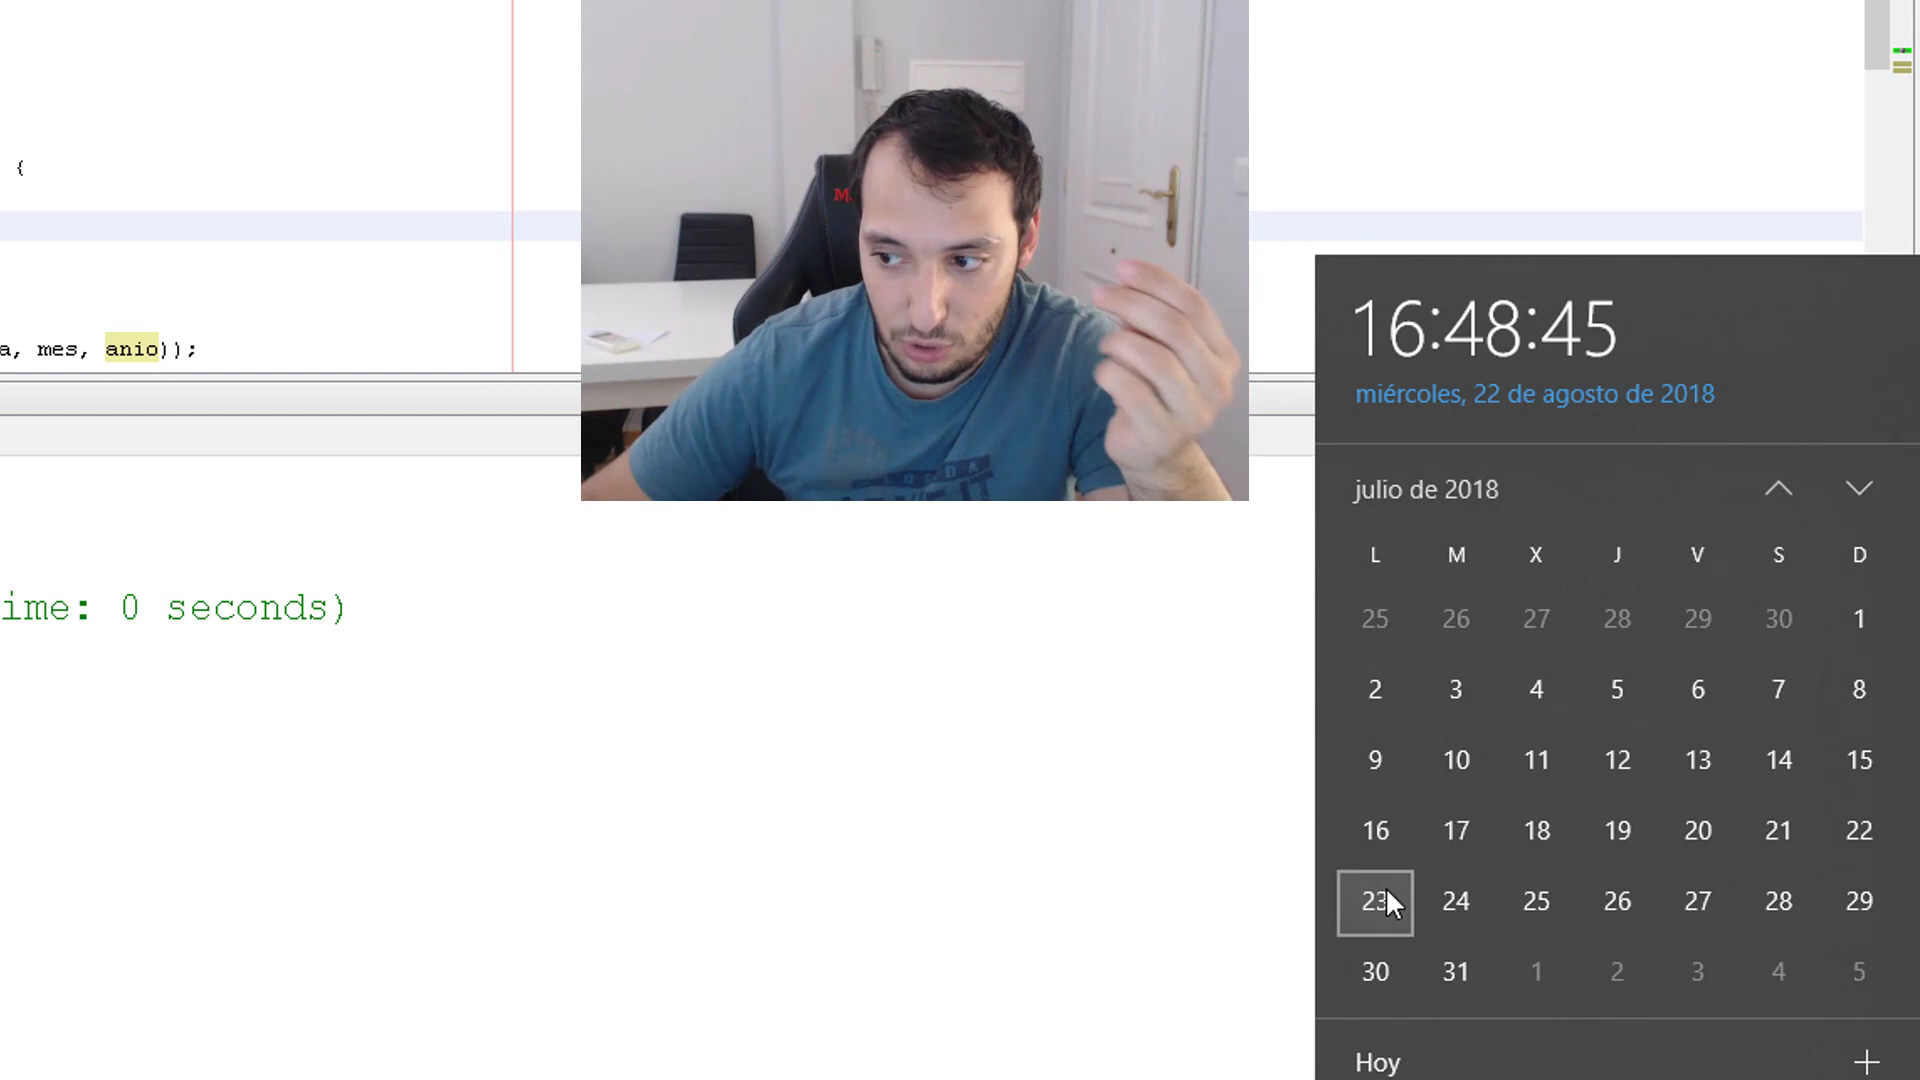 {
a, mes, anio));
ime: 0 seconds)
M
16:48:45
miércoles, 22 de agosto de 2018
julio de 2018
L M X J V S D
25 26 27 28 29 30 1
2 3 4 5 6 7 8
9 10 11 12 13 14 15
16 17 18 19 20 21 22
23 24 25 26 27 28 29
30 31 1 2 3 4 5
Hoy